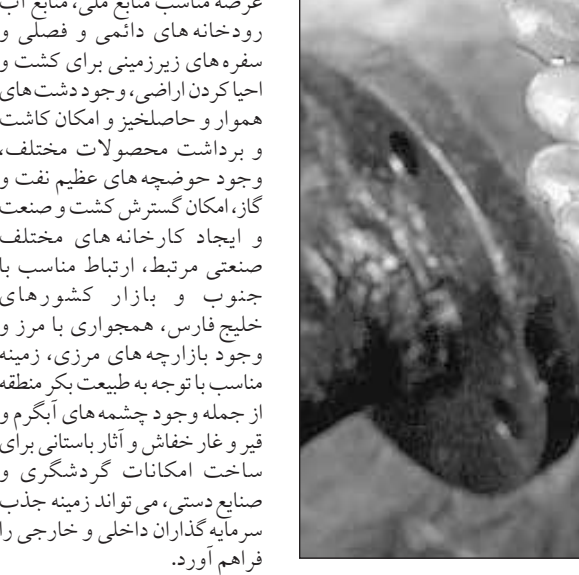 عرصه مناسب منابع ملی، منابع آب
رودخانه های دائمی و فصلی و
سفره های زیرزمینی برای کشت و
احیا کردن اراضی، وجود دشت های
هموار و حاصلخیز و امکان کاشت
و برداشت محصولات مختلف،
وجود حوضچه های عظیم نفت و
گاز، امکان گسترش کشت و صنعت
و ایجاد کارخانه های مختلف
صنعتی مرتبط، ارتباط مناسب با
جنوب و بازار کشورهای
خلیج فارس، همجواری با مرز و
وجود بازارچه های مرزی، زمینه
مناسب با توجه به طبیعت بکر منطقه
از جمله وجود چشمه های آبگرم و
قیر و غار خفاش و آثار باستانی برای
ساخت امکانات گردشگری و
صنایع دستی، می تواند زمینه جذب
سرمایه گذاران داخلی و خارجی را
فراهم آورد.